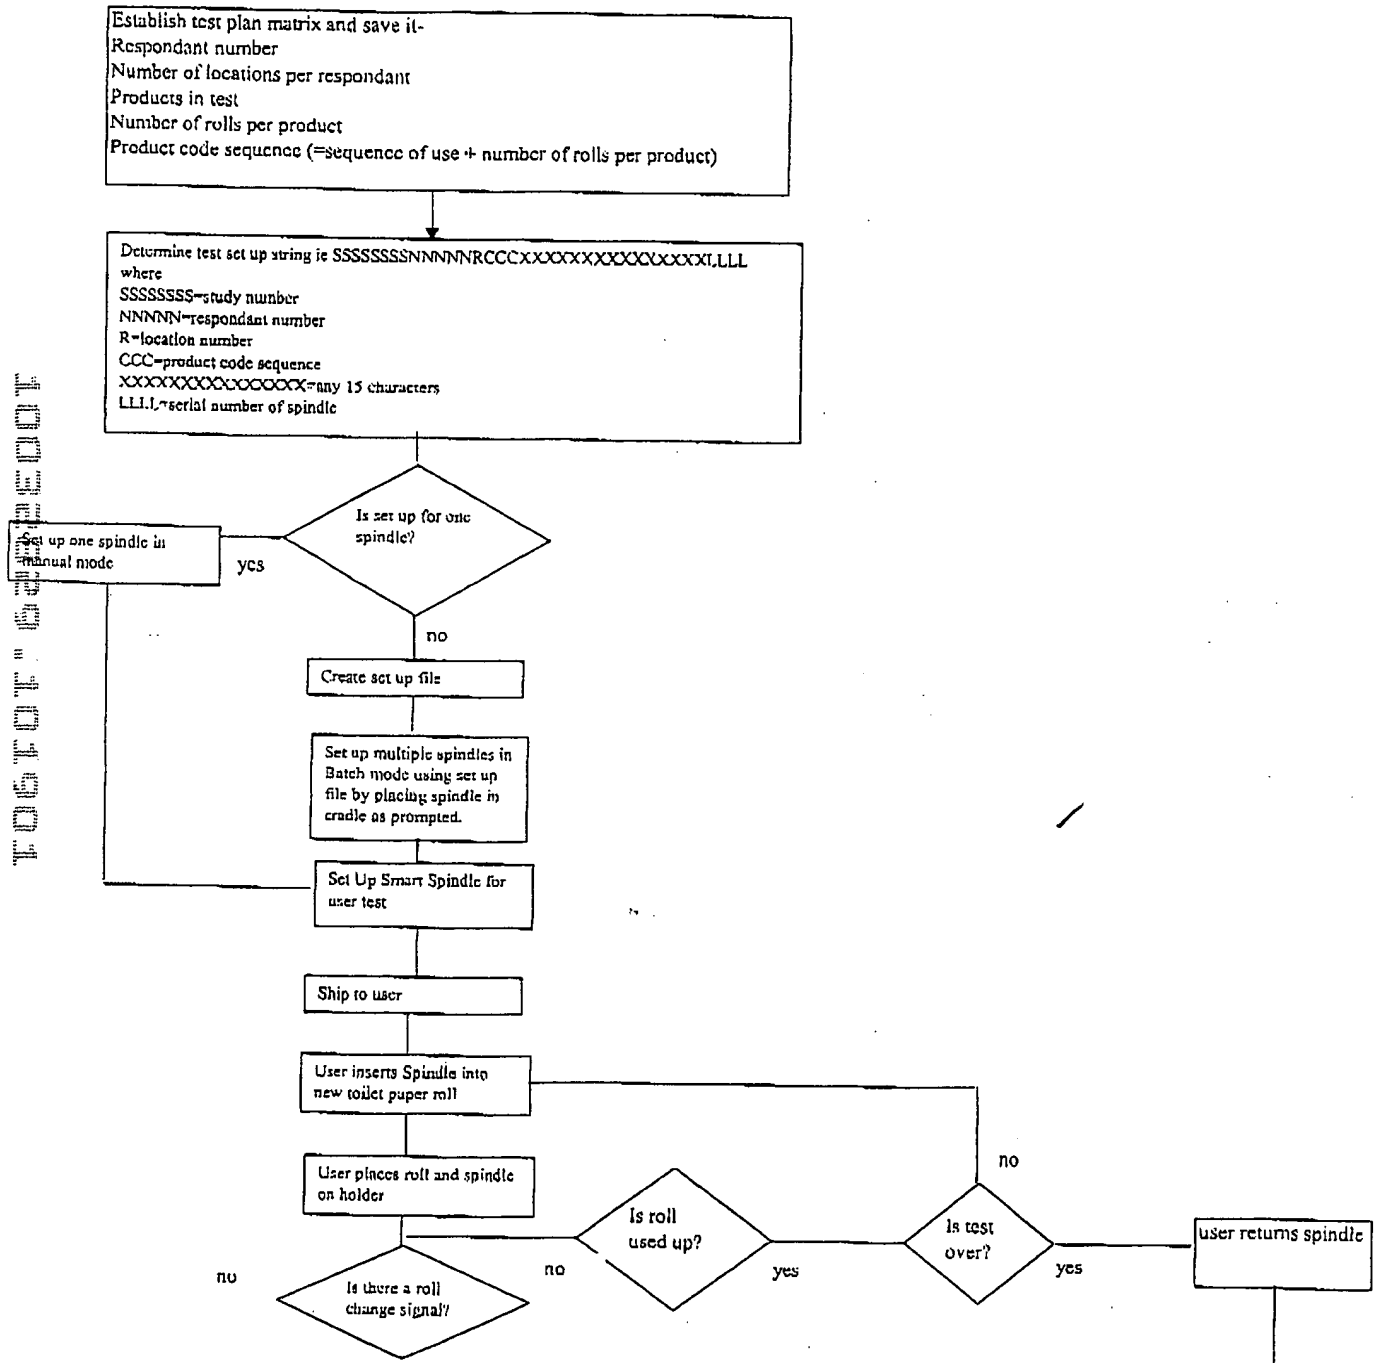 Establish test plan matrix and save it-
Respondant number
Number of locations per respondant
Products in test
Number of rolls per product
Product code sequence (=sequence of use + number of rolls per product)
Determine test set up string ie SSSSSSSSNNNNNRCCCXXXXXXXXXXXXXXXLLLL
where
SSSSSSSS=study number
NNNNN=respondant number
R=location number
CCC=product code sequence
XXXXXXXXXXXXXXX=any 15 characters
LLLL=serial number of spindle
Is set up for one
spindle?
yes
Set up one spindle in
manual mode
no
Create set up file
Set up multiple spindles in
Batch mode using set up
file by placing spindle in
cradle as prompted.
Set Up Smart Spindle for
user test
Ship to user
User inserts Spindle into
new toilet paper roll
User places roll and spindle
on holder
no
Is there a roll
change signal?
no
Is roll
used up?
yes
Is test
over?
no
yes
user returns spindle